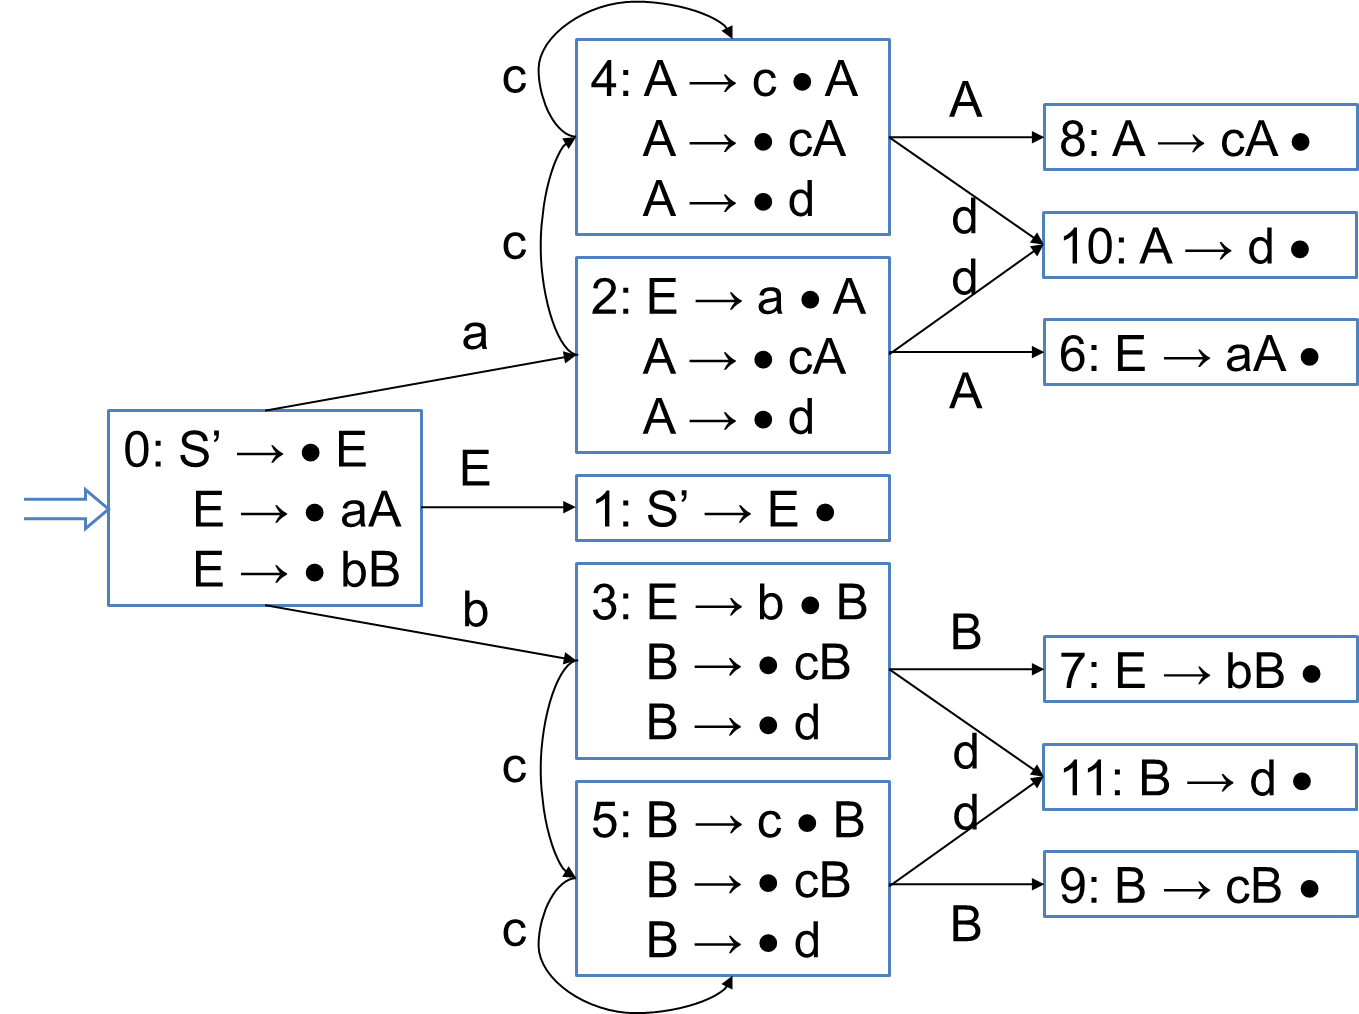 c
4: A → c • A
A → • cA
A → • d
A
8: A → cA •
d
10: A → d •
c
2: E → a • A
A → • cA
A → • d
d
6: E → aA •
A
a
0: S’ → • E
E → • aA
E → • bB
E
1: S’ → E •
b
3: E → b • B
B → • cB
B → • d
B
7: E → bB •
c
d
11: B → d •
5: B → c • B
B → • cB
B → • d
d
9: B → cB •
B
c